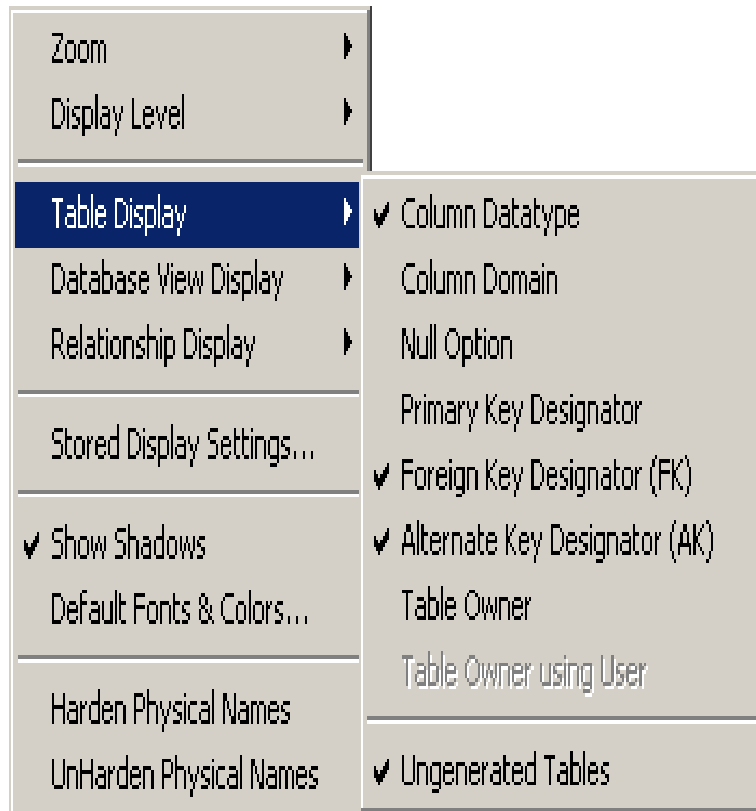 Zoom
Display Level
Table Display
Database View Display
Relationship Display
Stored Display Settings...
Show Shadows
Default Fonts & Colors...
Harden Physical Names
UnHarden Physical Names
Column Datatype
Column Domain
Null Option
Primary Key Designator
Foreign Key Designator (FK)
Alternate Key Designator (AK)
Table Owner
Table Owner using User
Ungenerated Tables